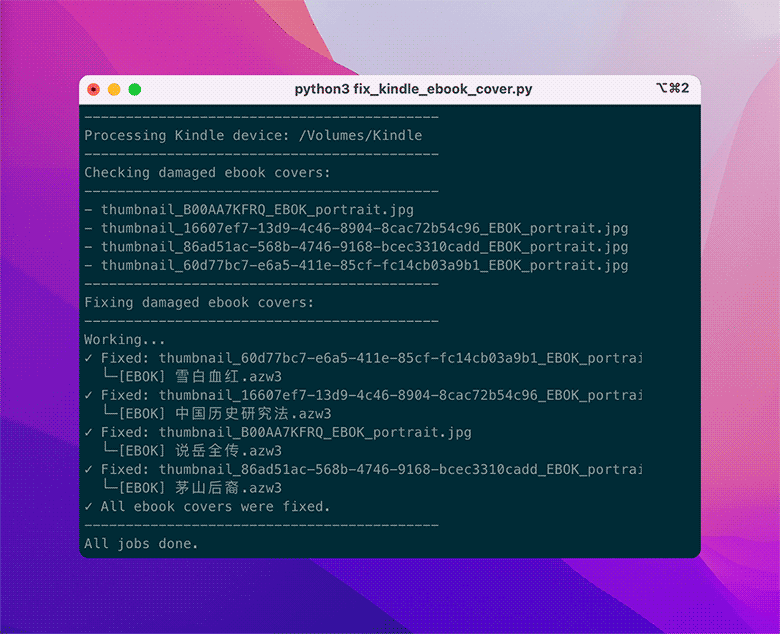 python3 fix_kindle_ebook_cover.py ⌥⌘2
-------------------------------------------
Processing Kindle device: /Volumes/Kindle
-------------------------------------------
Checking damaged ebook covers:
-------------------------------------------
- thumbnail_B00AA7KFRQ_EBOK_portrait.jpg
- thumbnail_16607ef7-13d9-4c46-8904-8cac72b54c96_EBOK_portrait.jpg
- thumbnail_86ad51ac-568b-4746-9168-bcec3310cadd_EBOK_portrait.jpg
- thumbnail_60d77bc7-e6a5-411e-85cf-fc14cb03a9b1_EBOK_portrait.jpg
-------------------------------------------
Fixing damaged ebook covers:
-------------------------------------------
Working...
✓ Fixed: thumbnail_60d77bc7-e6a5-411e-85cf-fc14cb03a9b1_EBOK_portrai
└─[EBOK] 雪白血红.azw3
✓ Fixed: thumbnail_16607ef7-13d9-4c46-8904-8cac72b54c96_EBOK_portrai
└─[EBOK] 中国历史研究法.azw3
✓ Fixed: thumbnail_B00AA7KFRQ_EBOK_portrait.jpg
└─[EBOK] 说岳全传.azw3
✓ Fixed: thumbnail_86ad51ac-568b-4746-9168-bcec3310cadd_EBOK_portrai
└─[EBOK] 茅山后裔.azw3
✓ All ebook covers were fixed.
-------------------------------------------
All jobs done.